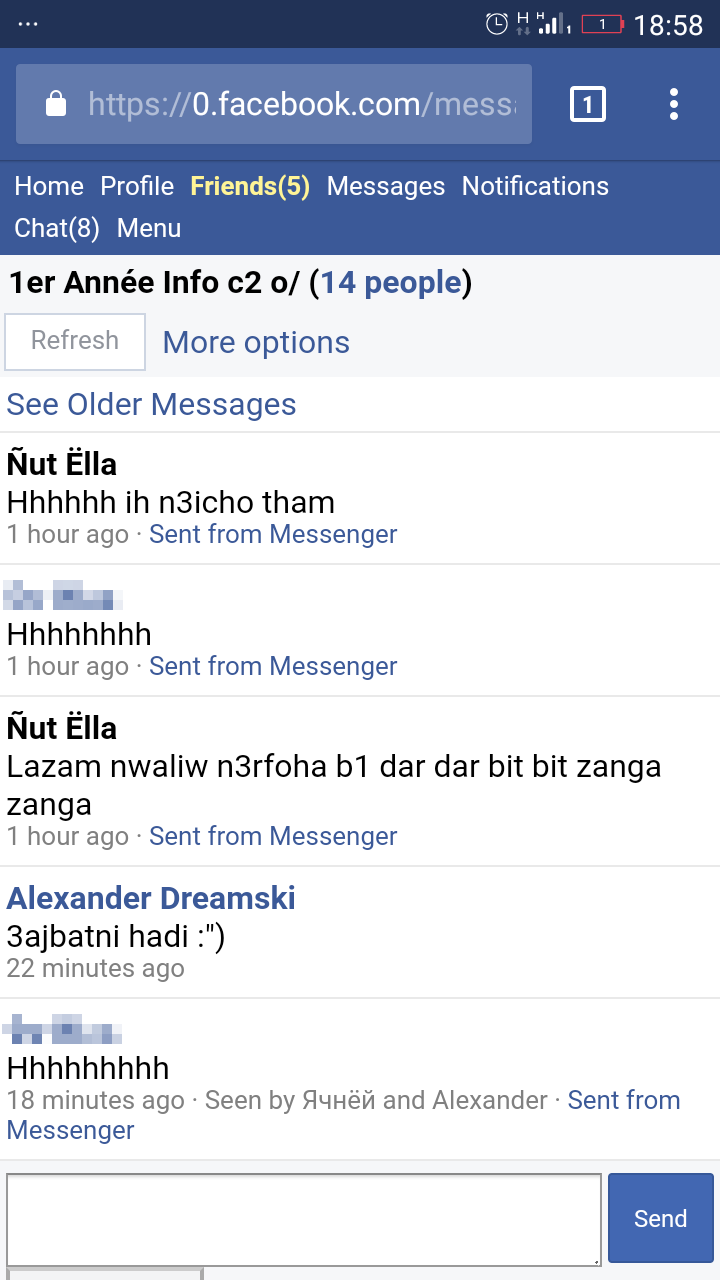 ...
H H 1 1 18:58
https://0.facebook.com/mess
1
Home Profile Friends(5) Messages Notifications
Chat(8) Menu
1er Année Info c2 o/ (14 people)
Refresh More options
See Older Messages
Ñut Ëlla
Hhhhhh ih n3icho tham
1 hour ago · Sent from Messenger
Hhhhhhhh
1 hour ago · Sent from Messenger
Ñut Ëlla
Lazam nwaliw n3rfoha b1 dar dar bit bit zanga
zanga
1 hour ago · Sent from Messenger
Alexander Dreamski
3ajbatni hadi :")
22 minutes ago
Hhhhhhhhh
18 minutes ago · Seen by Ячнёй and Alexander · Sent from
Messenger
Send